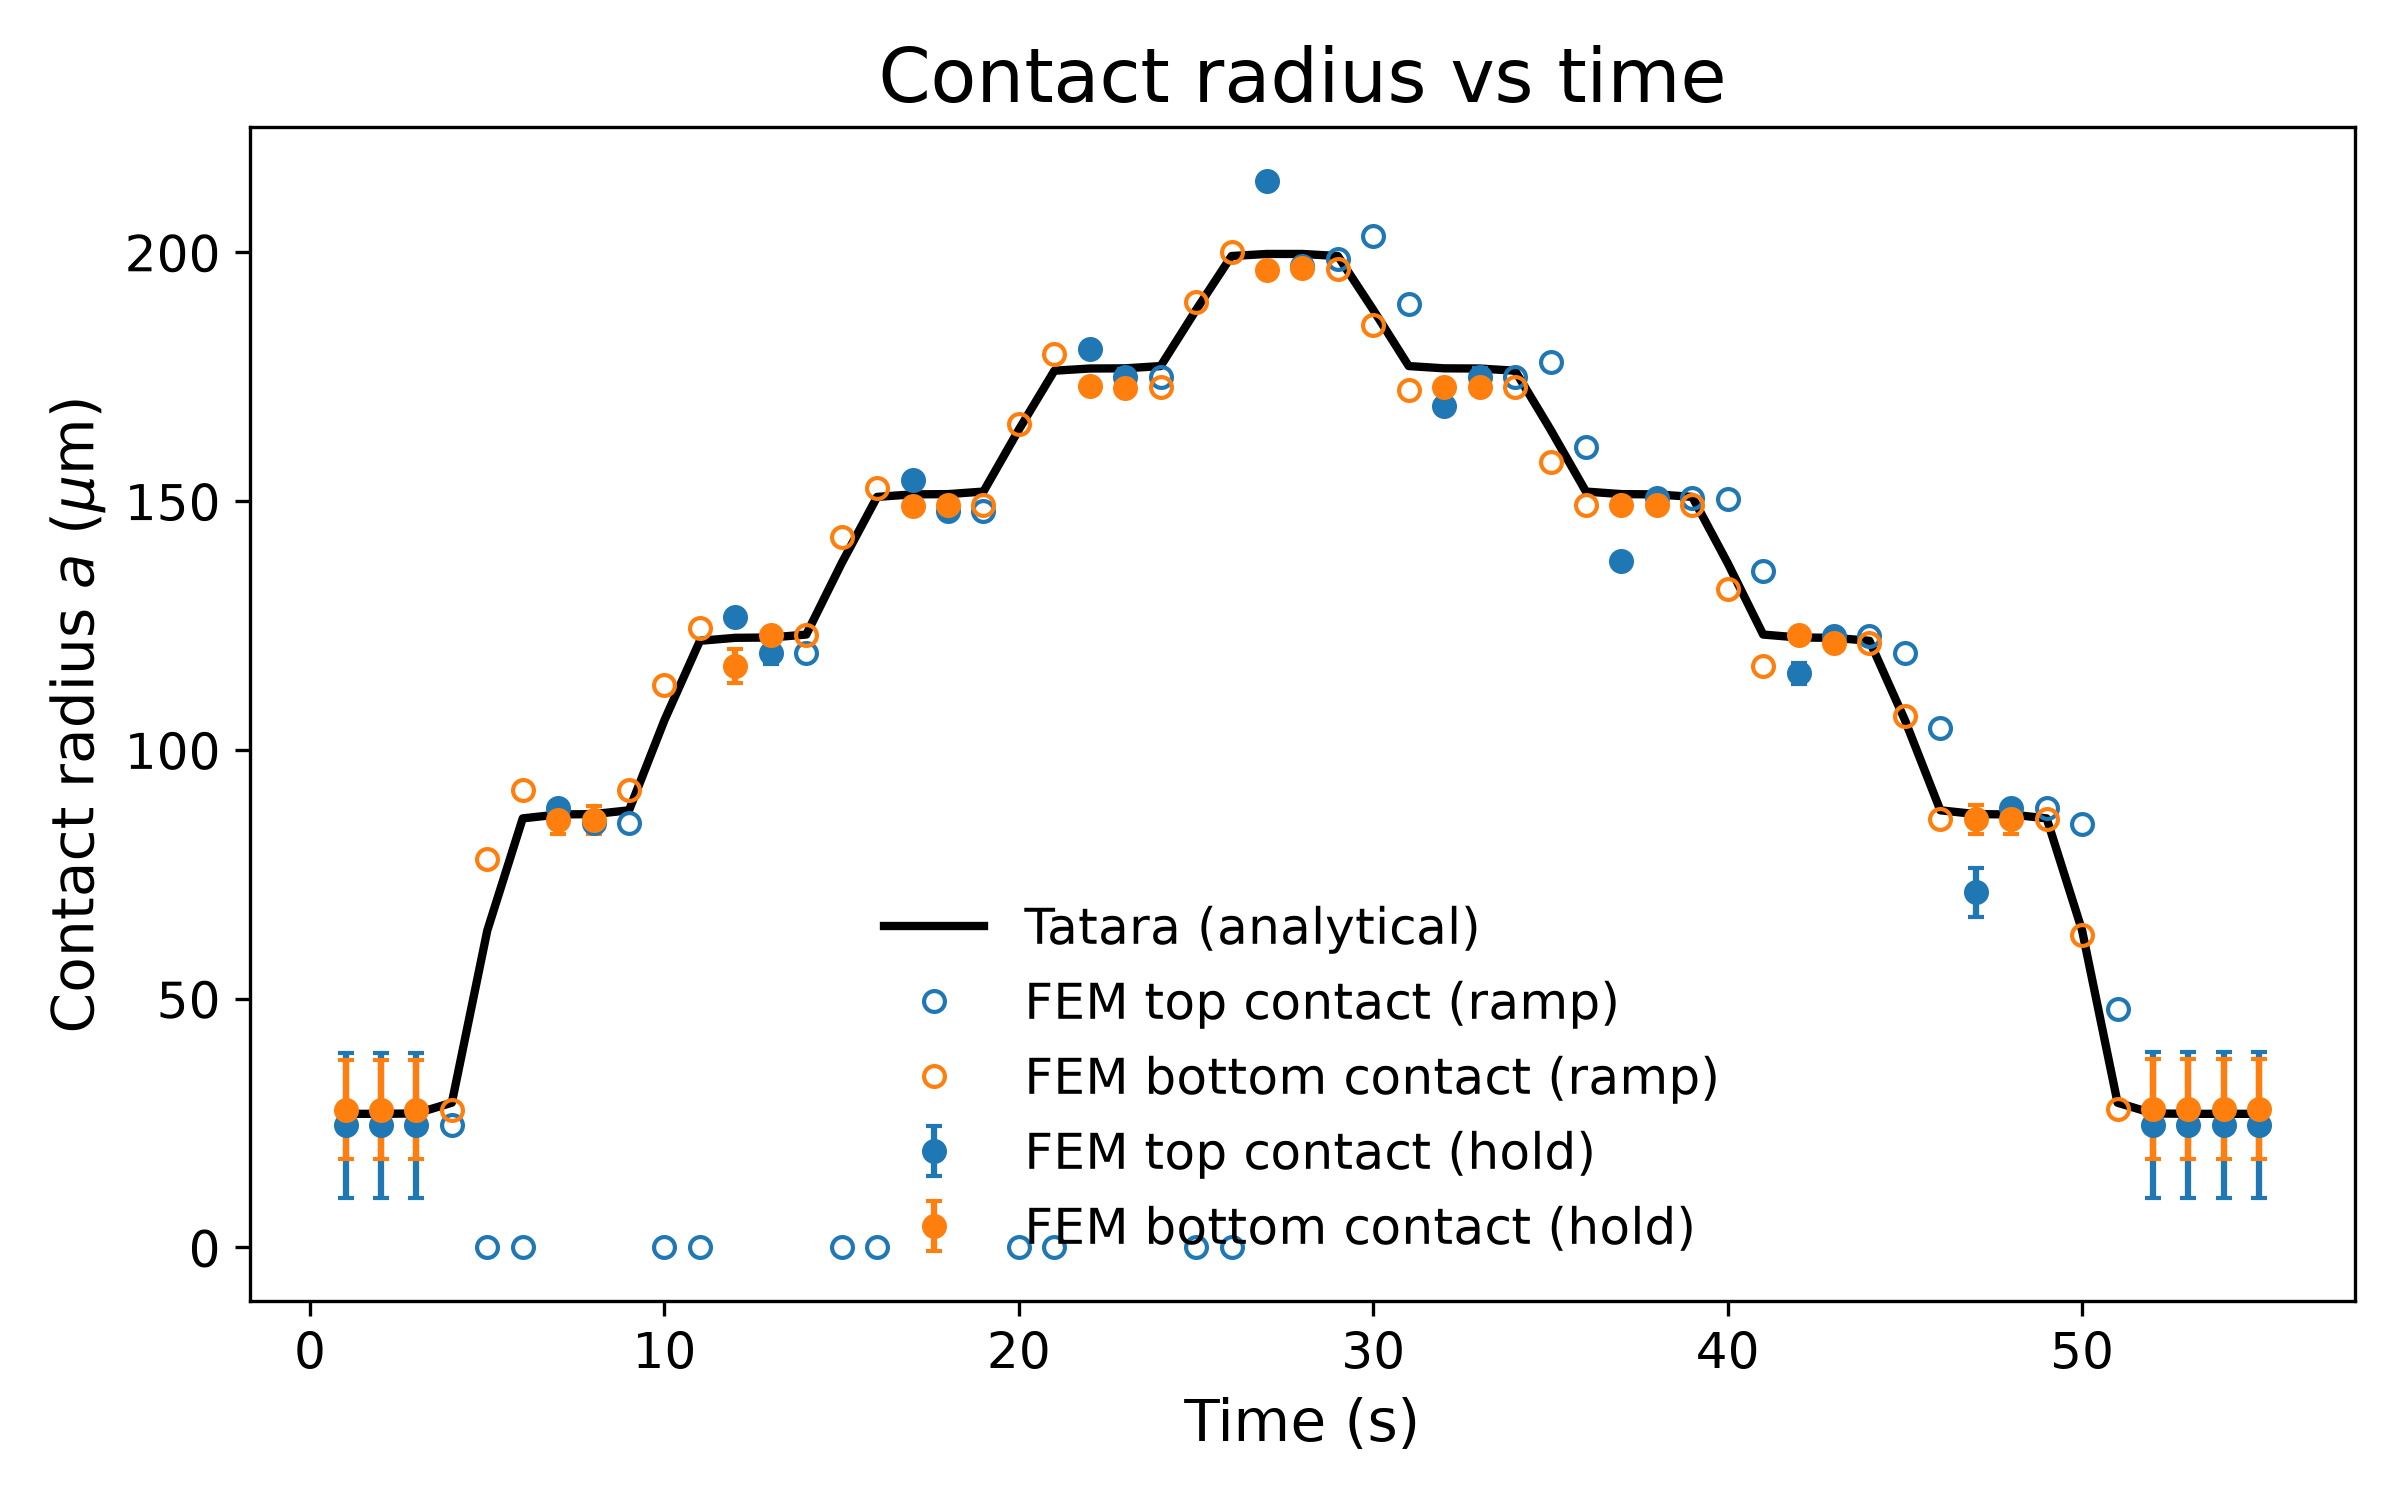 Contact radius vs time
Contact radius a (μm)
200
150
100
50
0
Tatara (analytical)
FEM top contact (ramp)
FEM bottom contact (ramp)
FEM top contact (hold)
FEM bottom contact (hold)
0 10 20 30 40 50
Time (s)